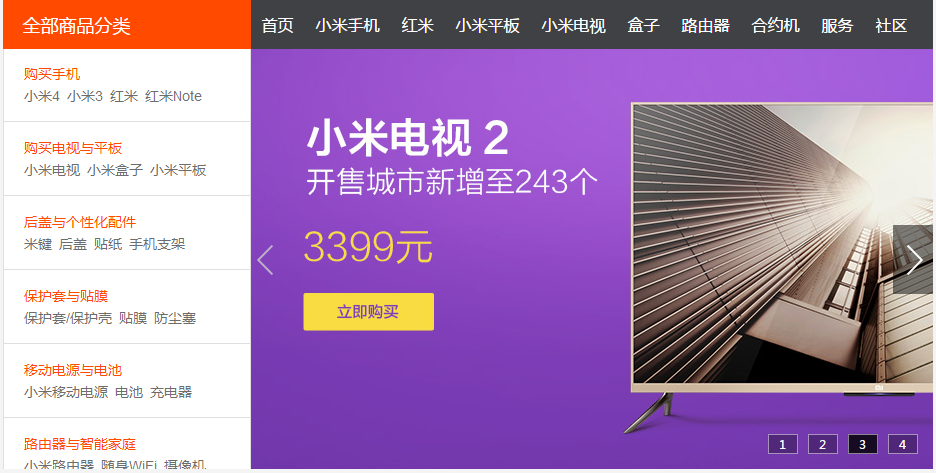 全部商品分类
首页 小米手机 红米 小米平板 小米电视 盒子 路由器 合约机 服务 社区
购买手机
小米4 小米3 红米 红米Note
购买电视与平板
小米电视 小米盒子 小米平板
后盖与个性化配件
米键 后盖 贴纸 手机支架
保护套与贴膜
保护套/保护壳 贴膜 防尘塞
移动电源与电池
小米移动电源 电池 充电器
路由器与智能家庭
小米路由器 随身WiFi 摄像机
小米电视 2
开售城市新增至243个
3399元
立即购买
1 2 3 4